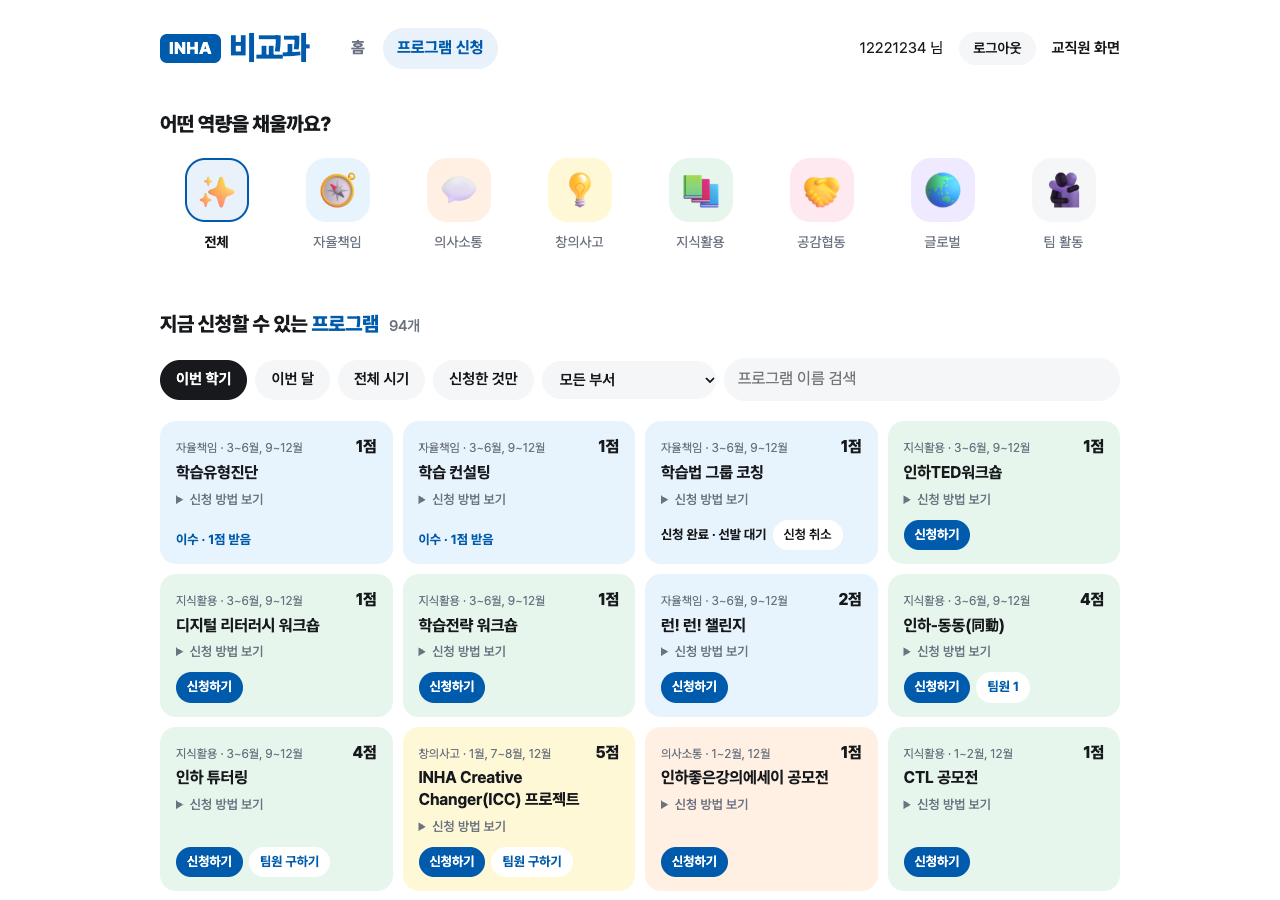 INHA 비교과 홈 프로그램 신청 12221234 님 로그아웃 교직원 화면
어떤 역량을 채울까요?
전체 자율책임 의사소통 창의사고 지식활용 공감협동 글로벌 팀 활동
지금 신청할 수 있는 프로그램 94개
이번 학기 이번 달 전체 시기 신청한 것만 모든 부서 프로그램 이름 검색
자율책임 · 3~6월, 9~12월 1점
학습유형진단
▶ 신청 방법 보기
이수 · 1점 받음
자율책임 · 3~6월, 9~12월 1점
학습 컨설팅
▶ 신청 방법 보기
이수 · 1점 받음
자율책임 · 3~6월, 9~12월 1점
학습법 그룹 코칭
▶ 신청 방법 보기
신청 완료 · 선발 대기 신청 취소
지식활용 · 3~6월, 9~12월 1점
인하TED워크숍
▶ 신청 방법 보기
신청하기
지식활용 · 3~6월, 9~12월 1점
디지털 리터러시 워크숍
▶ 신청 방법 보기
신청하기
지식활용 · 3~6월, 9~12월 1점
학습전략 워크숍
▶ 신청 방법 보기
신청하기
자율책임 · 3~6월, 9~12월 2점
런! 런! 챌린지
▶ 신청 방법 보기
신청하기
지식활용 · 3~6월, 9~12월 4점
인하-동동(同動)
▶ 신청 방법 보기
신청하기 팀원 1
지식활용 · 3~6월, 9~12월 4점
인하 튜터링
▶ 신청 방법 보기
신청하기 팀원 구하기
창의사고 · 1월, 7~8월, 12월 5점
INHA Creative
Changer(ICC) 프로젝트
▶ 신청 방법 보기
신청하기 팀원 구하기
의사소통 · 1~2월, 12월 1점
인하좋은강의에세이 공모전
▶ 신청 방법 보기
신청하기
지식활용 · 1~2월, 12월 1점
CTL 공모전
▶ 신청 방법 보기
신청하기